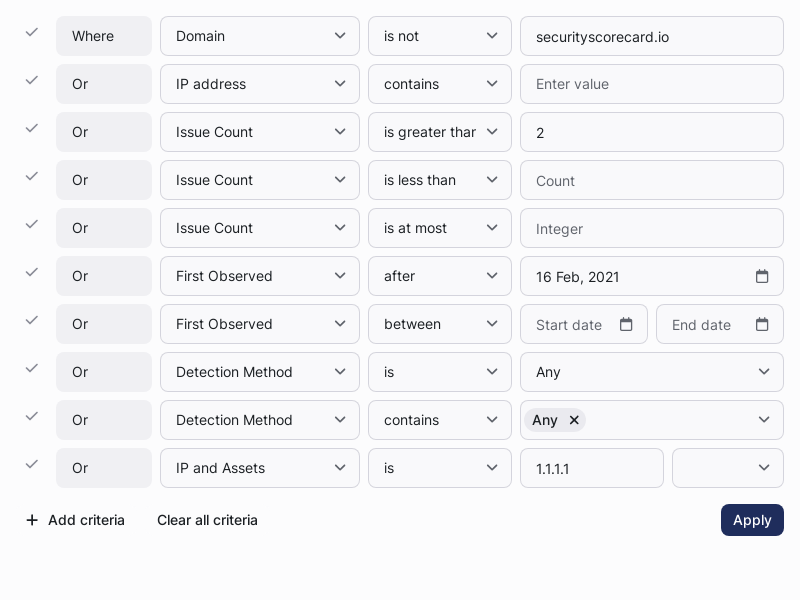 Where Domain is not securityscorecard.io
Or IP address contains Enter value
Or Issue Count is greater than 2
Or Issue Count is less than Count
Or Issue Count is at most Integer
Or First Observed after 16 Feb, 2021
Or First Observed between Start date End date
Or Detection Method is Any
Or Detection Method contains Any
Or IP and Assets is 1.1.1.1
Add criteria Clear all criteria Apply